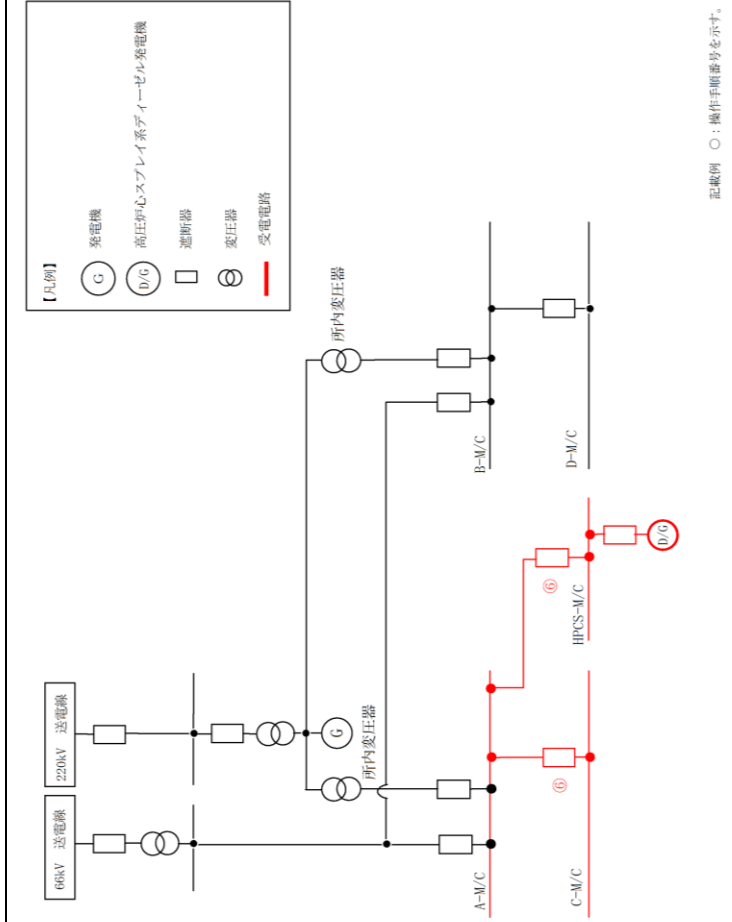 【凡例】
G 発電機
D/G 高圧炉心スプレイ系ディーゼル発電機
遮断器
変圧器
受電電路
220kV 送電線
66kV 送電線
所内変圧器
G
所内変圧器
A-M/C
B-M/C
⑥
C-M/C
⑥
HPCS-M/C
D-M/C
D/G
記載例 ○:操作手順番号を示す。